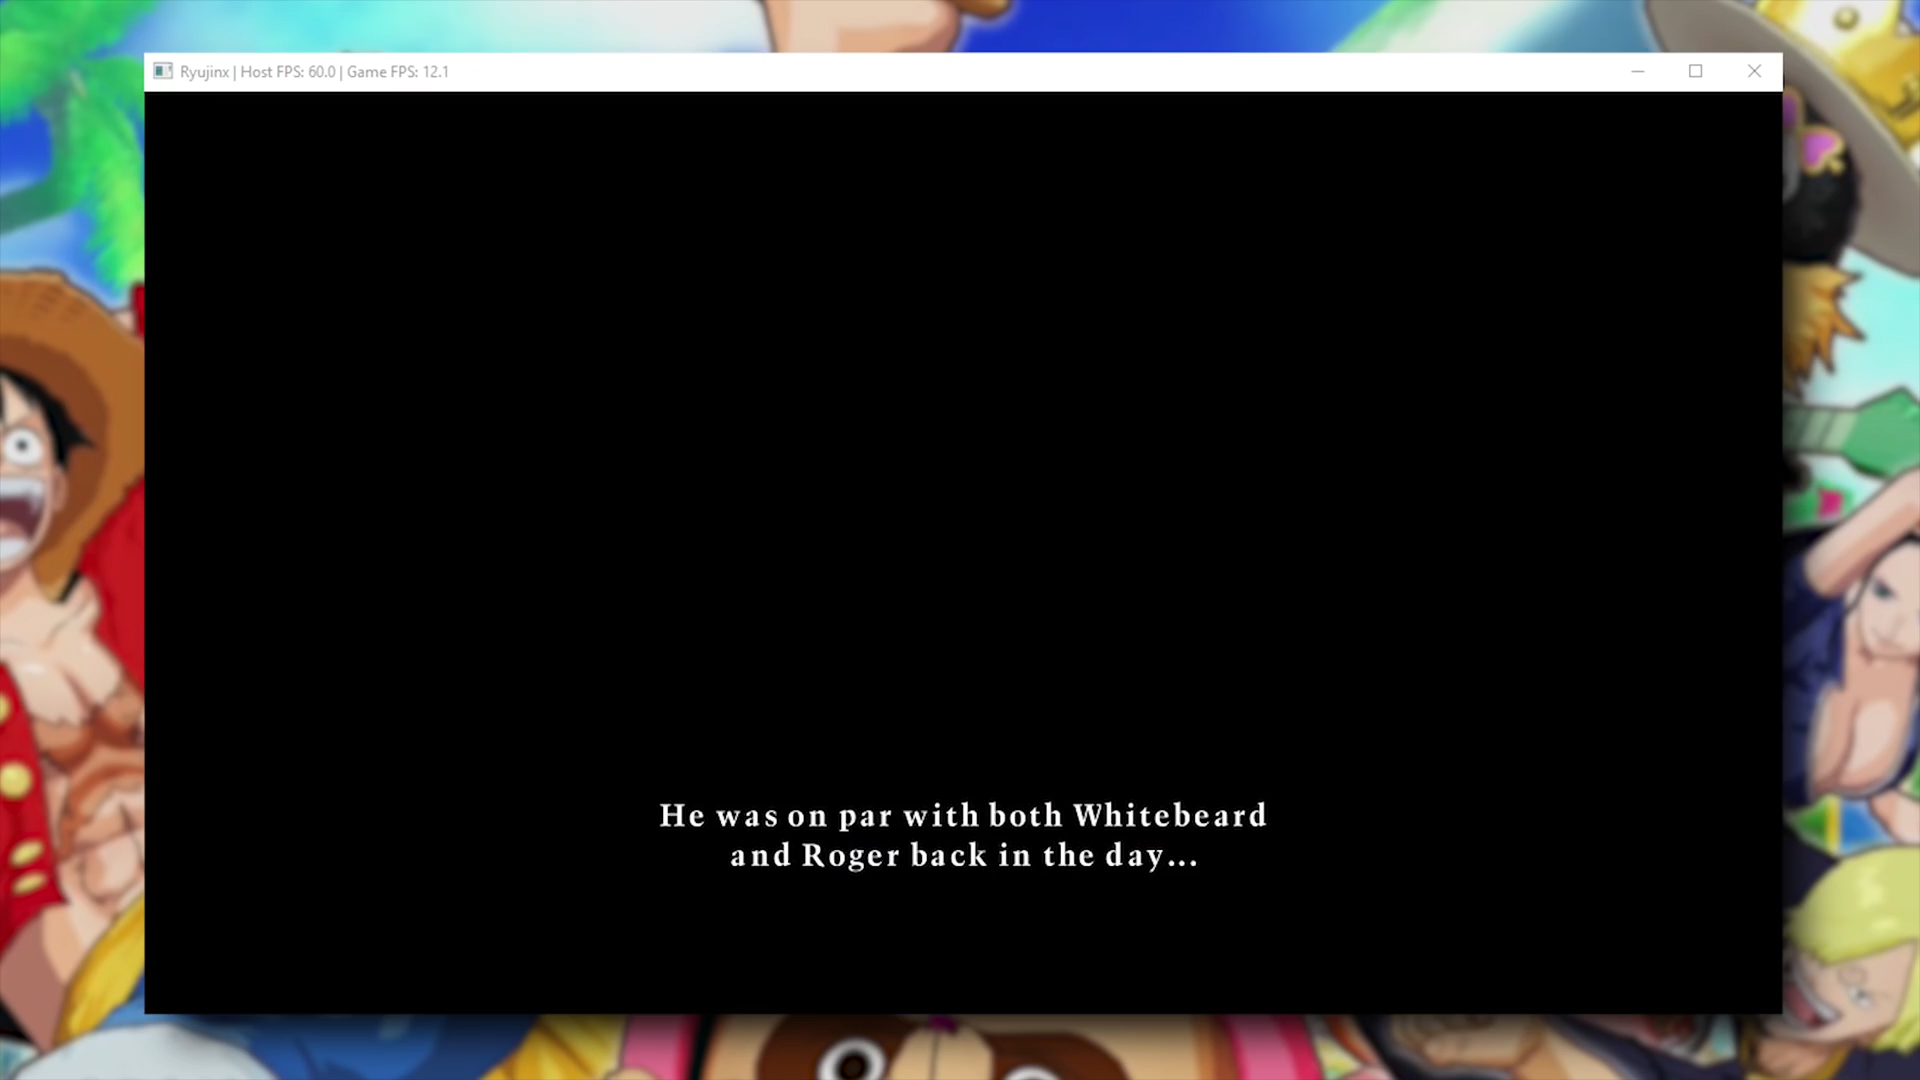 Ryujinx | Host FPS: 60.0 | Game FPS: 12.1
He was on par with both Whitebeard
and Roger back in the day...